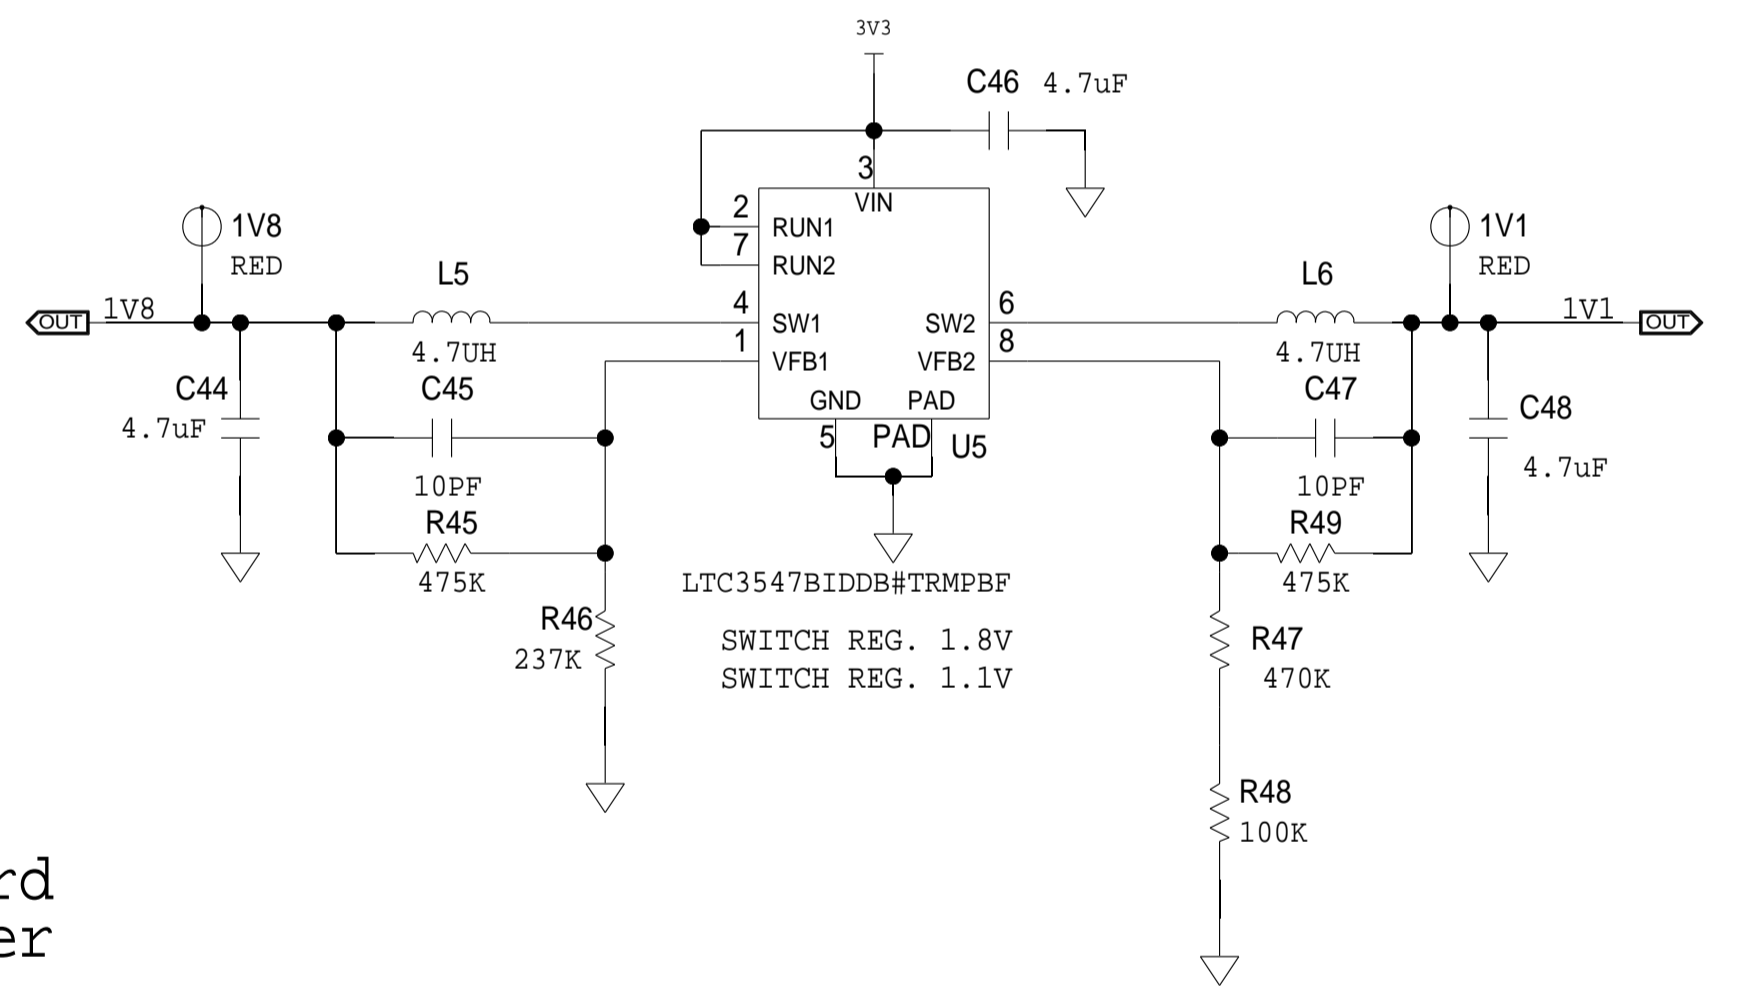 3V3
C46 4.7uF
3
VIN
2
RUN1
7
RUN2
1V8
RED
1V1
RED
L5
L6
OUT
1V8
4
SW1
6
SW2
1V1
OUT
4.7UH
4.7UH
1
VFB1
8
VFB2
C44
4.7uF
C45
10PF
GND
PAD
5
PAD
U5
C47
10PF
C48
4.7uF
R45
475K
R49
475K
LTC3547BIDDB#TRMPBF
R46
237K
SWITCH REG. 1.8V
SWITCH REG. 1.1V
R47
470K
R48
100K
rd
er